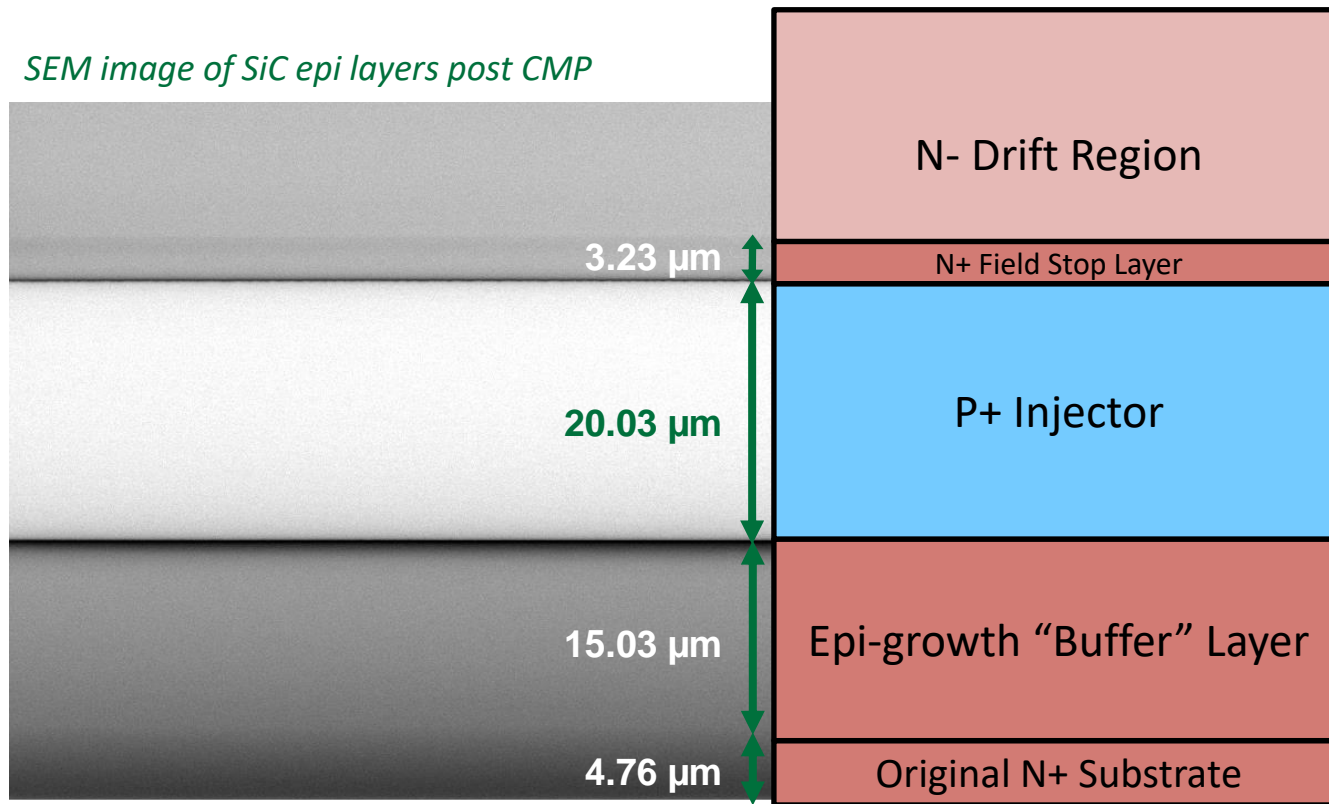 SEM image of SiC epi layers post CMP
N- Drift Region
3.23 µm
N+ Field Stop Layer
20.03 µm
P+ Injector
15.03 µm
Epi-growth “Buffer” Layer
4.76 µm
Original N+ Substrate